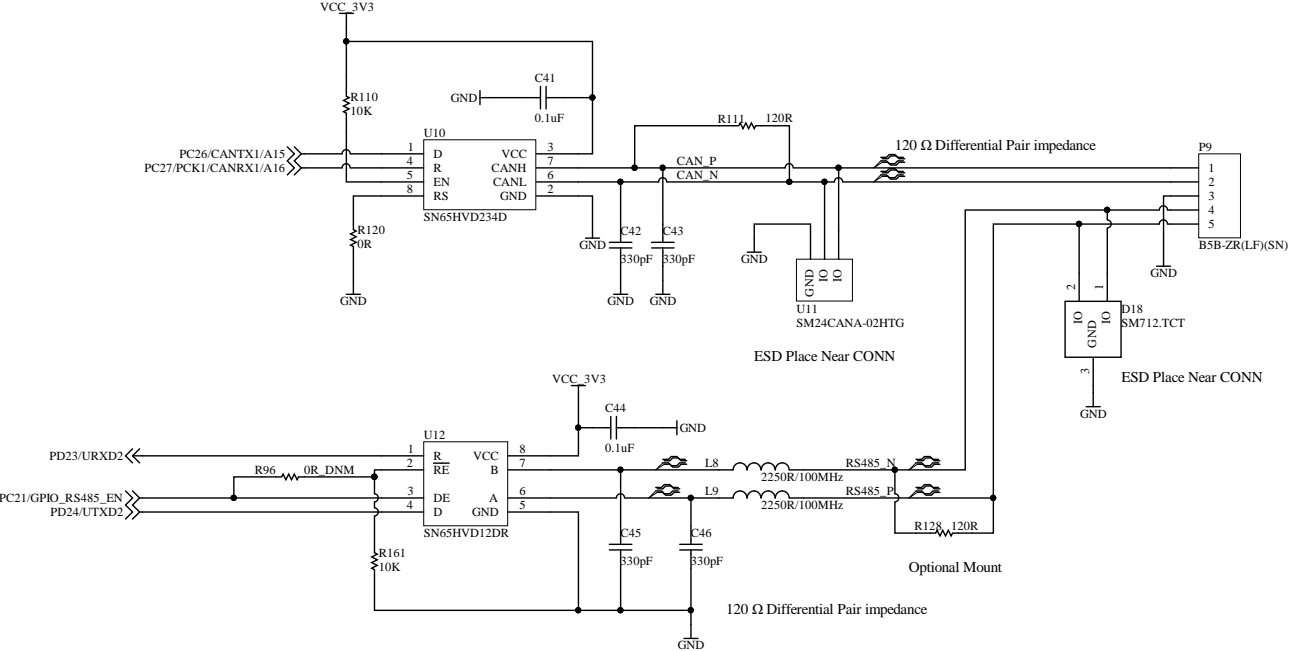 VCC_3V3
C41
GND
0.1uF
R110
10K
R111
120R
120 Ω Differential Pair impedance
U10
P9
PC26/CANTX1/A15
1
D
VCC
3
PC27/PCK1/CANRX1/A16
4
R
CANH
7
CAN_P
1
5
EN
CANL
6
CAN_N
2
8
RS
GND
2
3
4
5
SN65HVD234D
B5B-ZR(LF)(SN)
R120
0R
GND
C42
330pF
C43
330pF
GND
GND
GND
GND
GND
GND
IO
IO
U11
SM24CANA-02HTG
ESD Place Near CONN
GND
2
1
IO
GND
IO
D18
SM712.TCT
3
ESD Place Near CONN
GND
VCC_3V3
C44
GND
0.1uF
U12
PD23/URXD2
1
R
VCC
8
2
RE
B
7
L8
2250R/100MHz
RS485_N
R96
0R_DNM
PC21/GPIO_RS485_EN
3
DE
A
6
L9
2250R/100MHz
RS485_P
PD24/UTXD2
4
D
GND
5
SN65HVD12DR
R128
120R
Optional Mount
C45
330pF
C46
330pF
R161
10K
120 Ω Differential Pair impedance
GND